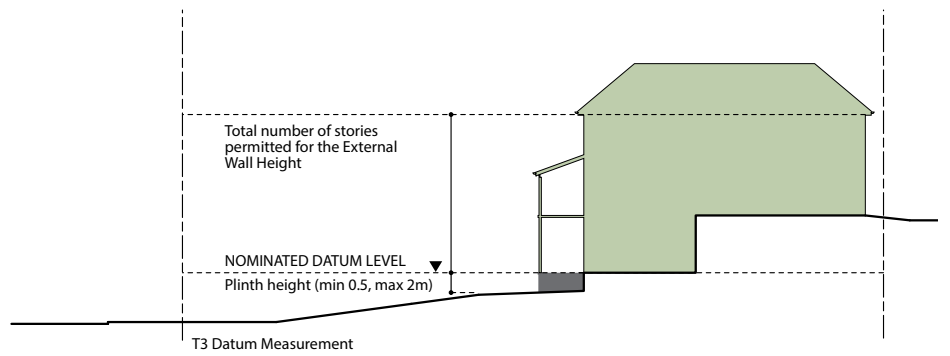 Total number of stories
permitted for the External
Wall Height
NOMINATED DATUM LEVEL
Plinth height (min 0.5, max 2m)
T3 Datum Measurement